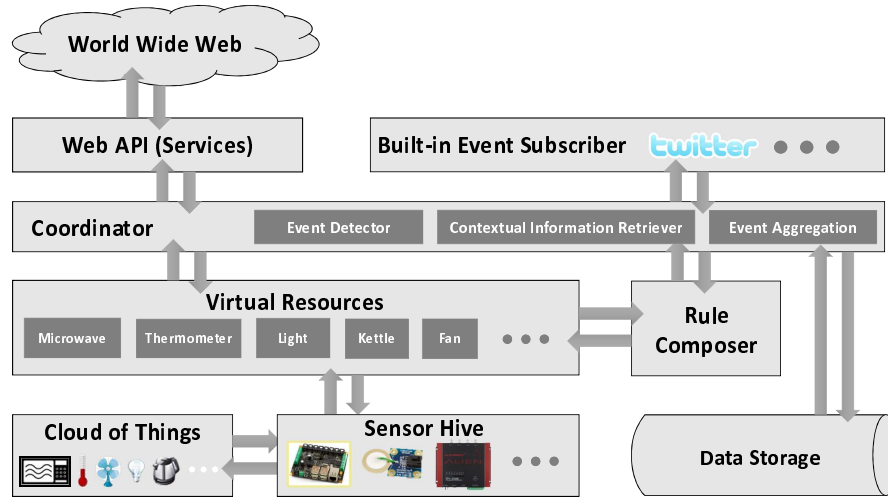 World Wide Web
Web API (Services)
Built-in Event Subscriber
twitter
Coordinator
Event Detector
Contextual Information Retriever
Event Aggregation
Virtual Resources
Microwave
Thermometer
Light
Kettle
Fan
Rule
Composer
Cloud of Things
Sensor Hive
Data Storage